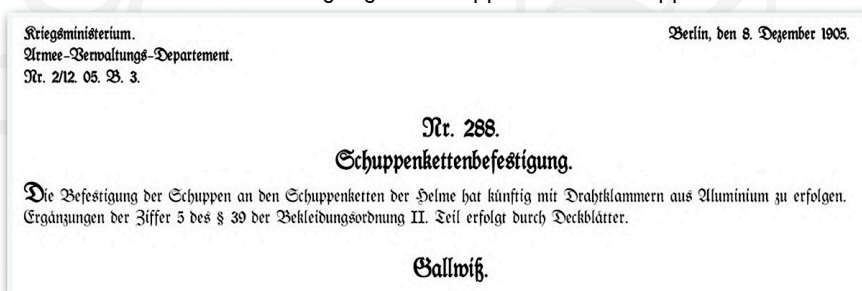 Kriegsministerium. Berlin, den 8. Dezember 1905.
Armee-Verwaltungs-Departement.
Nr. 2/12. 05. B. 3.
Nr. 288.
Schuppenkettenbefestigung.
Die Befestigung der Schuppen an den Schuppenketten der Helme hat künftig mit Drahtklammern aus Aluminium zu erfolgen.
Ergänzungen der Ziffer 5 des § 39 der Bekleidungsordnung II. Teil erfolgt durch Deckblätter.
Gallwitz.